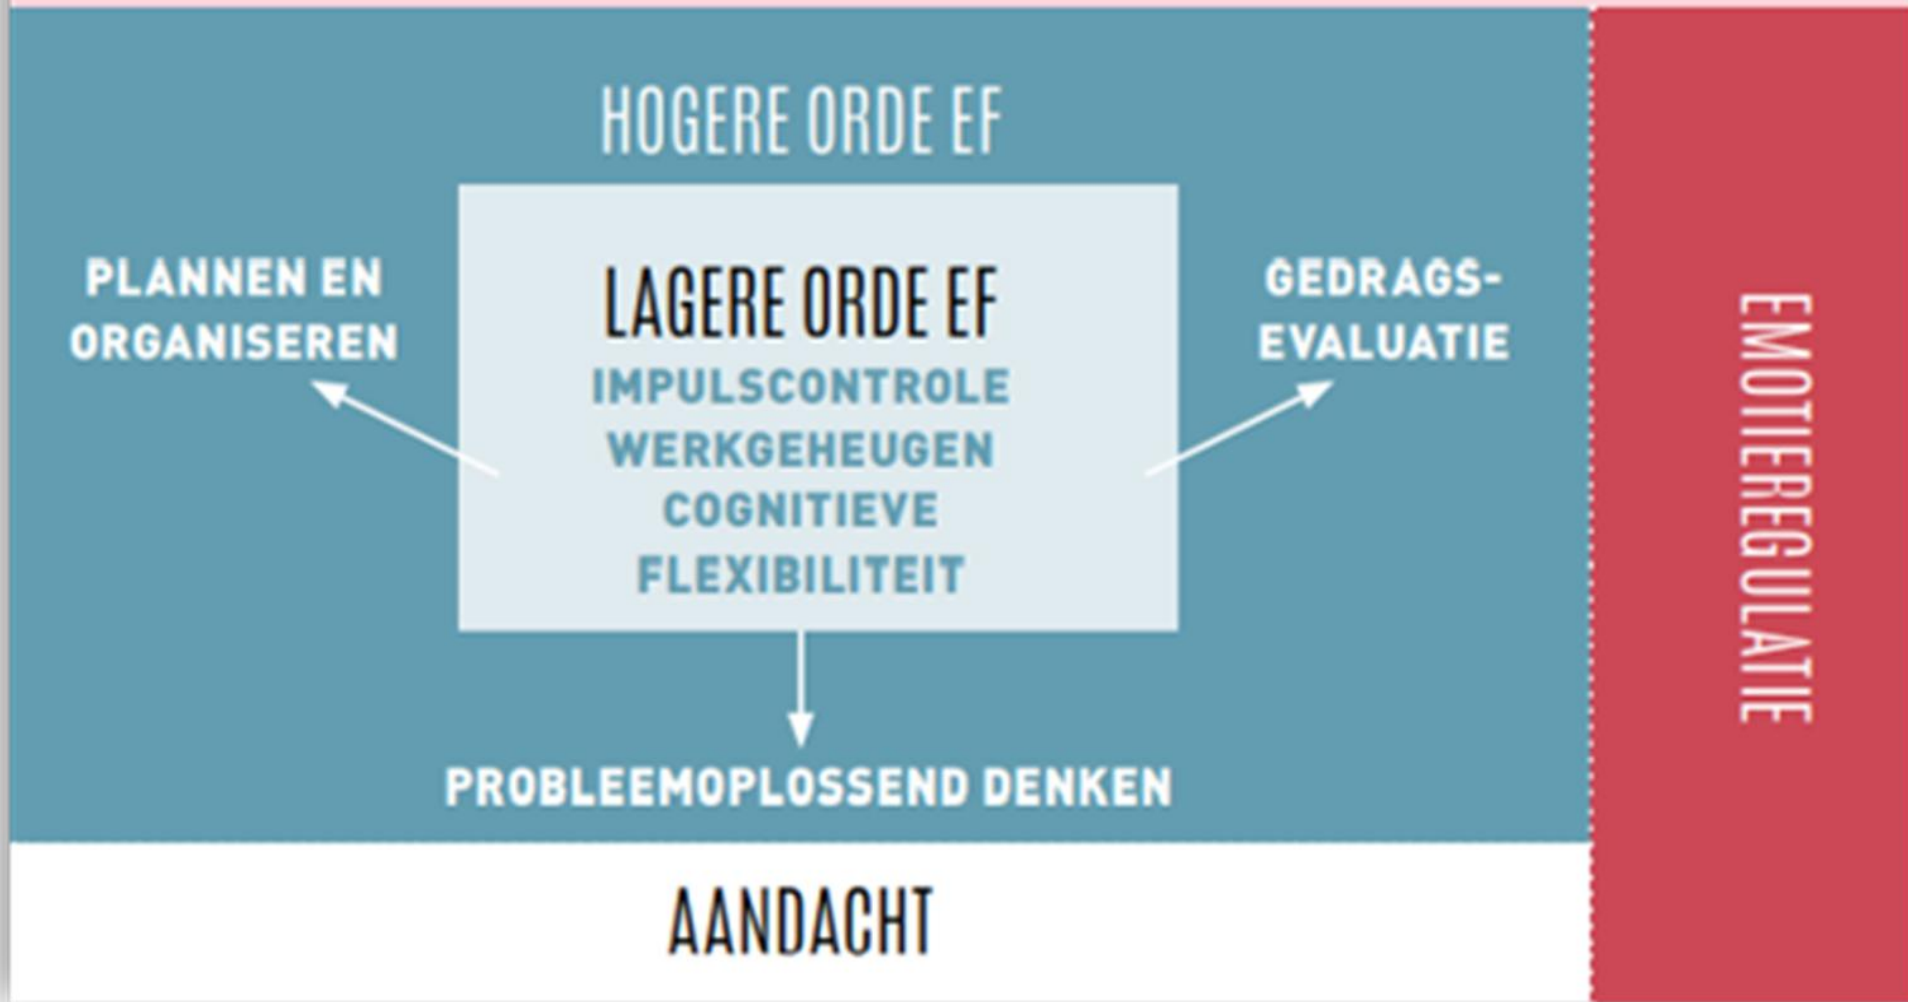 HOGERE ORDE EF
PLANNEN EN
ORGANISEREN
LAGERE ORDE EF
IMPULSCONTROLE
WERKGEHEUGEN
COGNITIEVE
FLEXIBILITEIT
GEDRAGS-
EVALUATIE
PROBLEEMOPLOSSEND DENKEN
AANDACHT
EMOTIEREGULATIE